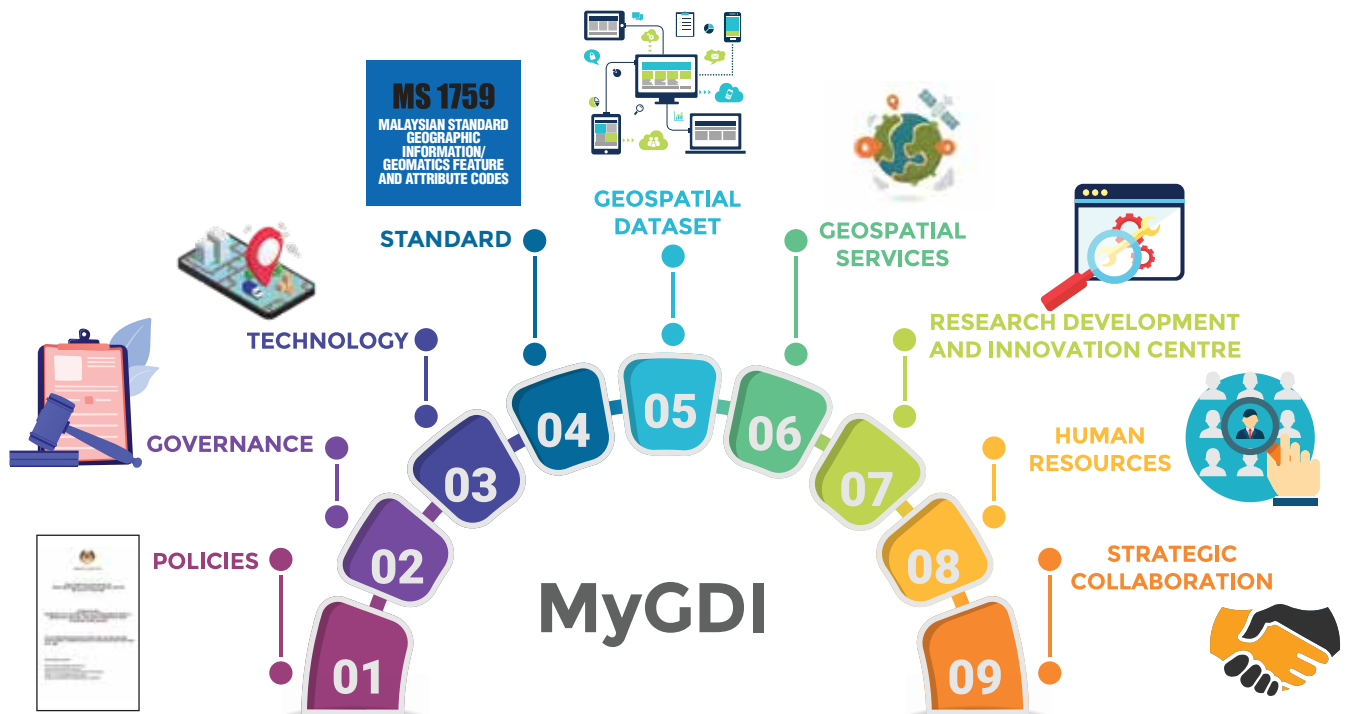 MS 1759
MALAYSIAN STANDARD
GEOGRAPHIC
INFORMATION/
GEOMATICS FEATURE
AND ATTRIBUTE CODES
POLICIES
01
GOVERNANCE
02
TECHNOLOGY
03
STANDARD
04
GEOSPATIAL
DATASET
05
GEOSPATIAL
SERVICES
06
RESEARCH DEVELOPMENT
AND INNOVATION CENTRE
07
HUMAN
RESOURCES
08
STRATEGIC
COLLABORATION
09
MyGDI